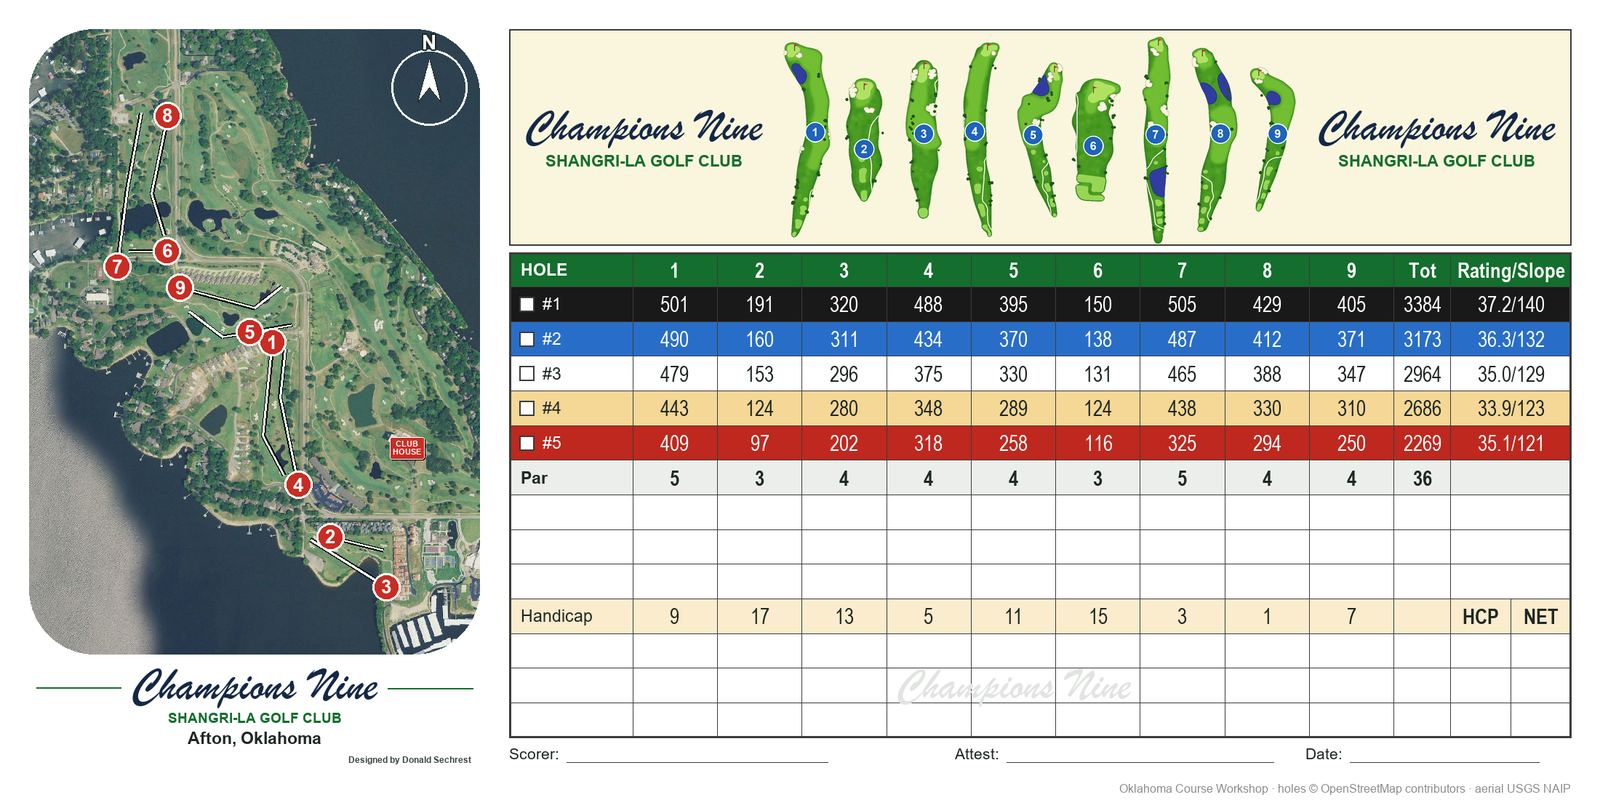 N
8
6
7
9
5
1
CLUB
HOUSE
4
2
3
Champions Nine
SHANGRI-LA GOLF CLUB
Afton, Oklahoma
Designed by Donald Sechrest
Champions Nine
SHANGRI-LA GOLF CLUB
1 2 3 4 5 6 7 8 9
Champions Nine
SHANGRI-LA GOLF CLUB
HOLE 1 2 3 4 5 6 7 8 9 Tot Rating/Slope
#1 501 191 320 488 395 150 505 429 405 3384 37.2/140
#2 490 160 311 434 370 138 487 412 371 3173 36.3/132
#3 479 153 296 375 330 131 465 388 347 2964 35.0/129
#4 443 124 280 348 289 124 438 330 310 2686 33.9/123
#5 409 97 202 318 258 116 325 294 250 2269 35.1/121
Par 5 3 4 4 4 3 5 4 4 36
Handicap 9 17 13 5 11 15 3 1 7 HCP NET
Champions Nine
Scorer: Attest: Date:
Oklahoma Course Workshop · holes © OpenStreetMap contributors · aerial USGS NAIP